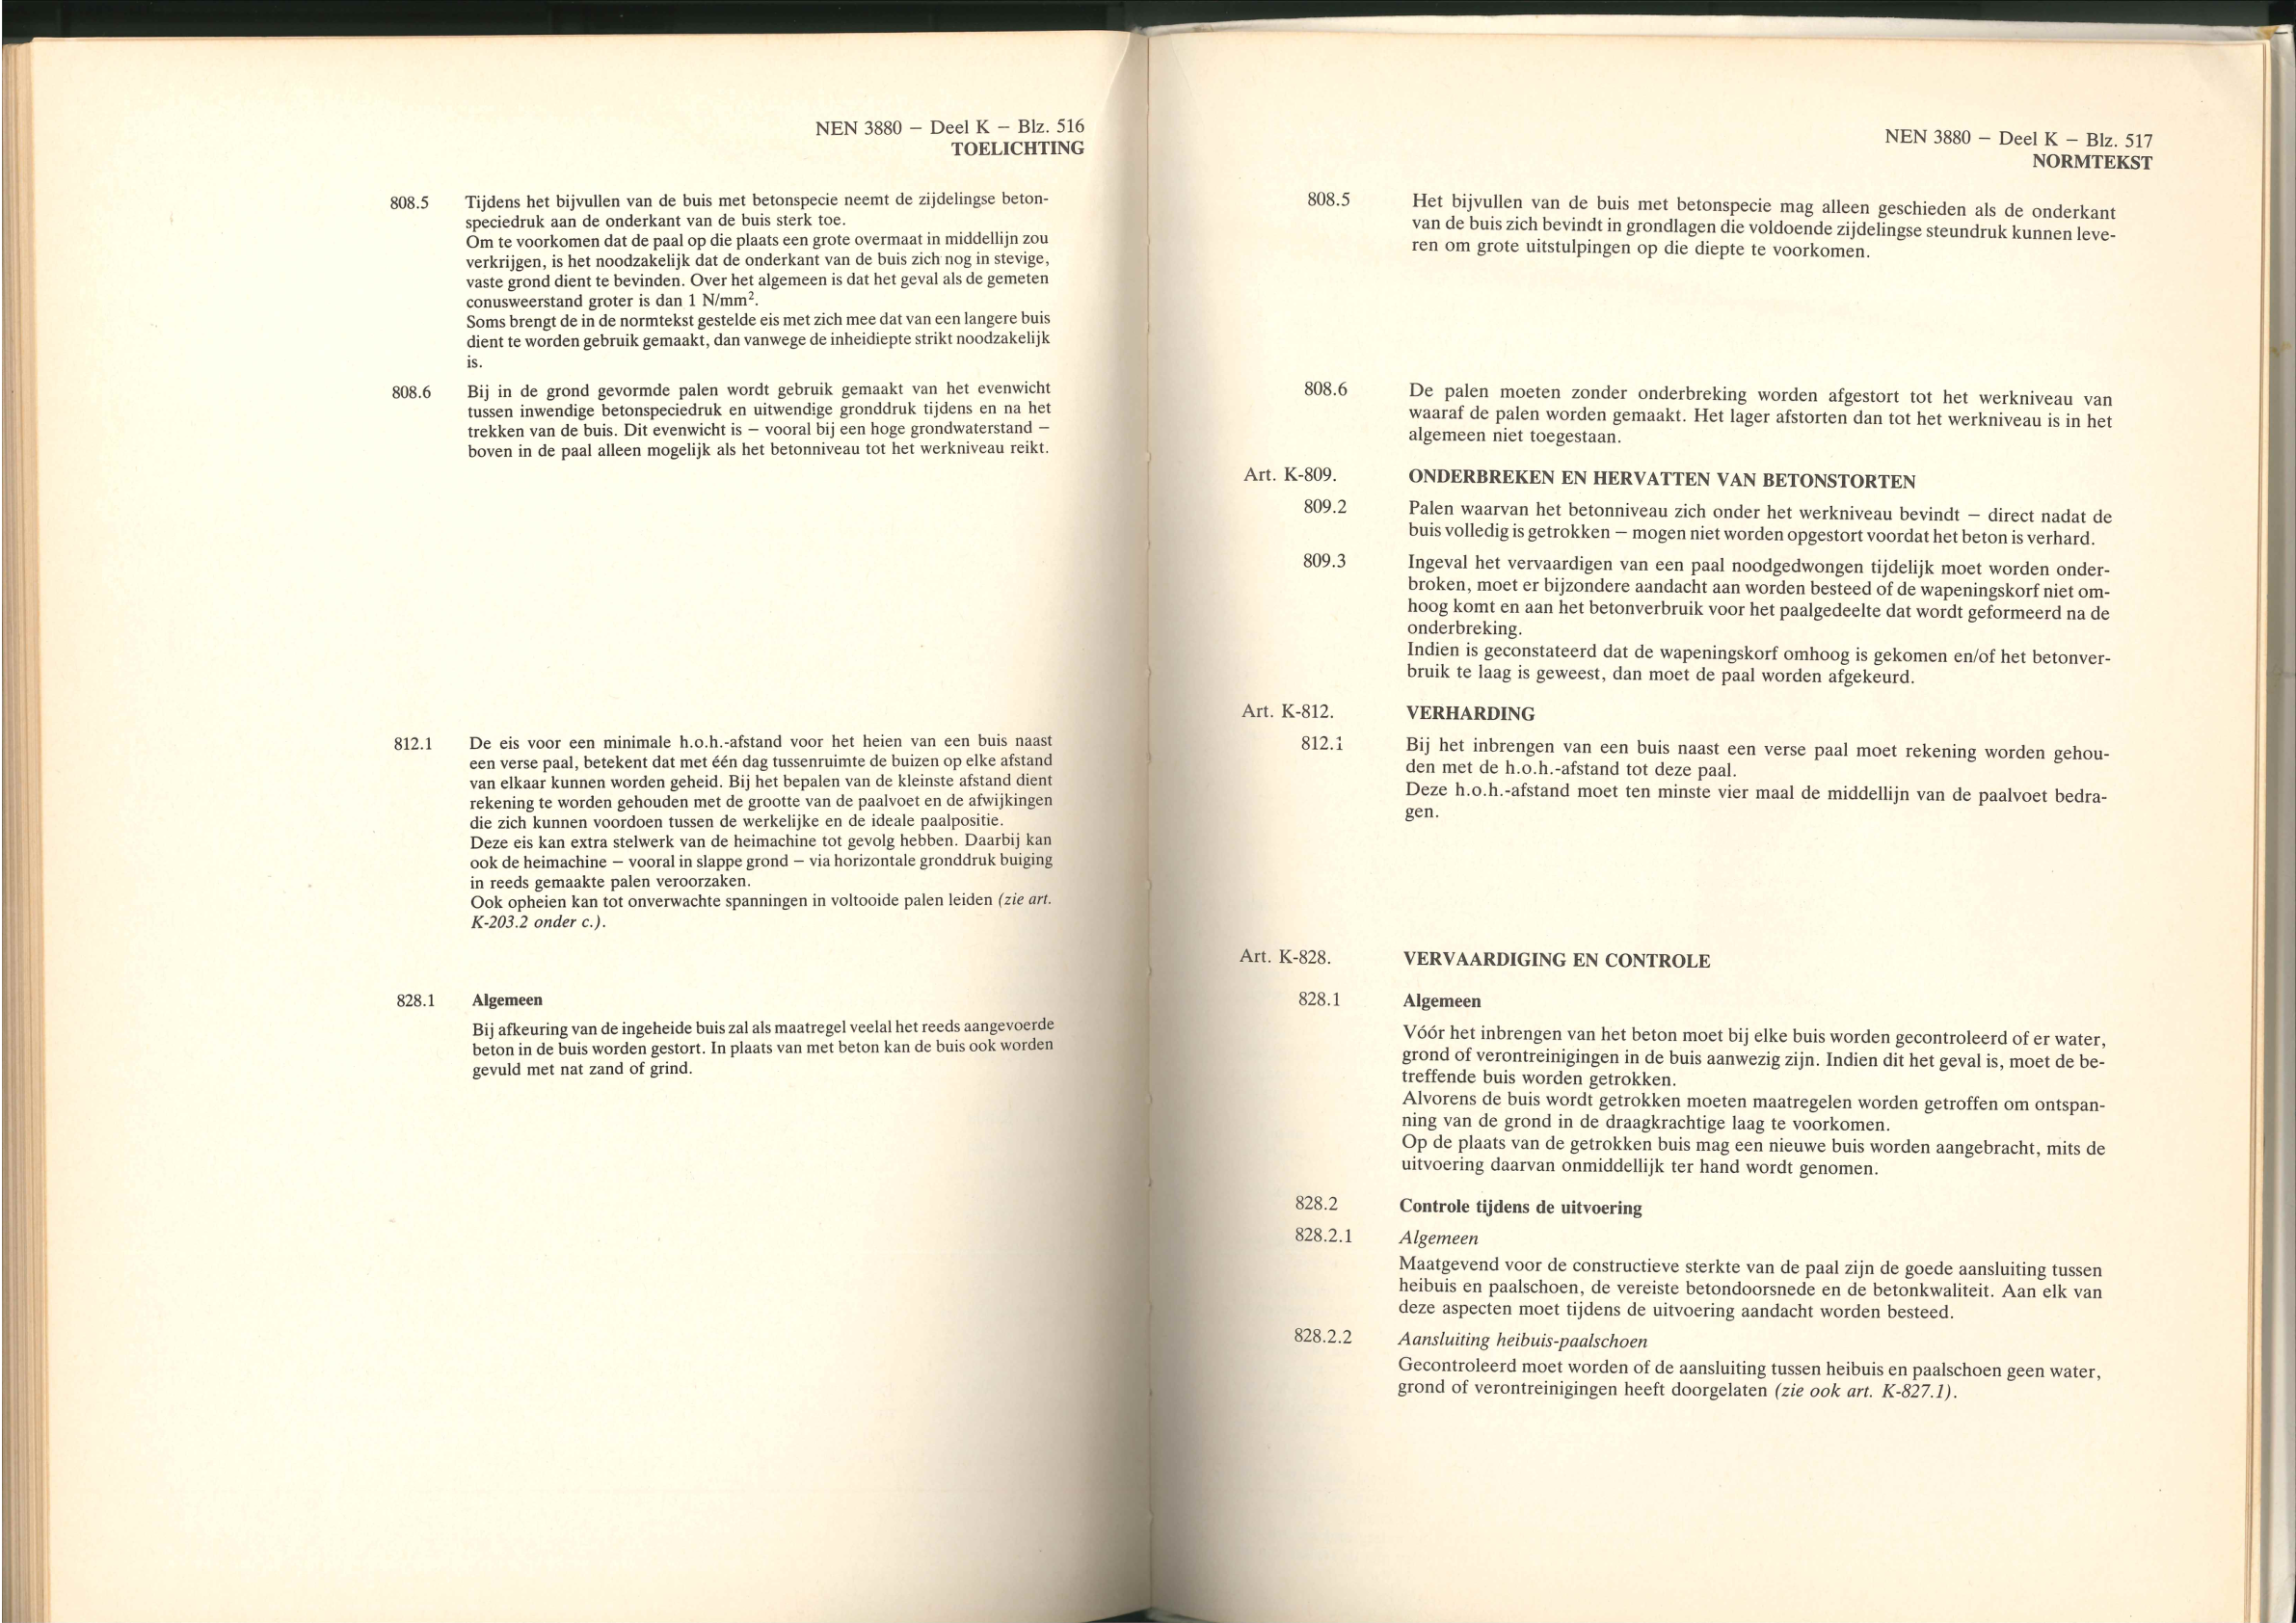 NEN 3880 — Deel K — Blz. 516
TOELICHTING
808.5 Tijdens het bijvullen van de buis met betonspecie neemt de zijdelingse beton-
speciedruk aan de onderkant van de buis sterk toe.
Om te voorkomen dat de paal op die plaats een grote overmaat in middellijn zou
verkrijgen, is het noodzakelijk dat de onderkant van de buis zich nog in stevige,
vaste grond dient te bevinden. Over het algemeen is dat het geval als de gemeten
conusweerstand groter is dan 1 N/mm².
Soms brengt de in de normtekst gestelde eis met zich mee dat van een langere buis
dient te worden gebruik gemaakt, dan vanwege de inheidiepte strikt noodzakelijk
is.
808.6 Bij in de grond gevormde palen wordt gebruik gemaakt van het evenwicht
tussen inwendige betonspeciedruk en uitwendige gronddruk tijdens en na het
trekken van de buis. Dit evenwicht is — vooral bij een hoge grondwaterstand —
boven in de paal alleen mogelijk als het betonniveau tot het werkniveau reikt.
812.1 De eis voor een minimale h.o.h.-afstand voor het heien van een buis naast
een verse paal, betekent dat met één dag tussenruimte de buizen op elke afstand
van elkaar kunnen worden geheid. Bij het bepalen van de kleinste afstand dient
rekening te worden gehouden met de grootte van de paalvoet en de afwijkingen
die zich kunnen voordoen tussen de werkelijke en de ideale paalpositie.
Deze eis kan extra stelwerk van de heimachine tot gevolg hebben. Daarbij kan
ook de heimachine — vooral in slappe grond — via horizontale gronddruk buiging
in reeds gemaakte palen veroorzaken.
Ook opheien kan tot onverwachte spanningen in voltooide palen leiden (zie art.
K-203.2 onder c.).
828.1 Algemeen
Bij afkeuring van de ingeheide buis zal als maatregel veelal het reeds aangevoerde
beton in de buis worden gestort. In plaats van met beton kan de buis ook worden
gevuld met nat zand of grind.
NEN 3880 — Deel K — Blz. 517
NORMTEKST
808.5 Het bijvullen van de buis met betonspecie mag alleen geschieden als de onderkant
van de buis zich bevindt in grondlagen die voldoende zijdelingse steundruk kunnen leve-
ren om grote uitstulpingen op die diepte te voorkomen.
808.6 De palen moeten zonder onderbreking worden afgestort tot het werkniveau van
waaraf de palen worden gemaakt. Het lager afstorten dan tot het werkniveau is in het
algemeen niet toegestaan.
Art. K-809. ONDERBREKEN EN HERVATTEN VAN BETONSTORTEN
809.2 Palen waarvan het betonniveau zich onder het werkniveau bevindt — direct nadat de
buis volledig is getrokken — mogen niet worden opgestort voordat het beton is verhard.
809.3 Ingeval het vervaardigen van een paal noodgedwongen tijdelijk moet worden onder-
broken, moet er bijzondere aandacht aan worden besteed of de wapeningskorf niet om-
hoog komt en aan het betonverbruik voor het paalgedeelte dat wordt geformeerd na de
onderbreking.
Indien is geconstateerd dat de wapeningskorf omhoog is gekomen en/of het betonver-
bruik te laag is geweest, dan moet de paal worden afgekeurd.
Art. K-812. VERHARDING
812.1 Bij het inbrengen van een buis naast een verse paal moet rekening worden gehou-
den met de h.o.h.-afstand tot deze paal.
Deze h.o.h.-afstand moet ten minste vier maal de middellijn van de paalvoet bedra-
gen.
Art. K-828. VERVAARDIGING EN CONTROLE
828.1 Algemeen
Vóór het inbrengen van het beton moet bij elke buis worden gecontroleerd of er water,
grond of verontreinigingen in de buis aanwezig zijn. Indien dit het geval is, moet de be-
treffende buis worden getrokken.
Alvorens de buis wordt getrokken moeten maatregelen worden getroffen om ontspan-
ning van de grond in de draagkrachtige laag te voorkomen.
Op de plaats van de getrokken buis mag een nieuwe buis worden aangebracht, mits de
uitvoering daarvan onmiddellijk ter hand wordt genomen.
828.2 Controle tijdens de uitvoering
828.2.1 Algemeen
Maatgevend voor de constructieve sterkte van de paal zijn de goede aansluiting tussen
heibuis en paalschoen, de vereiste betondoorsnede en de betonkwaliteit. Aan elk van
deze aspecten moet tijdens de uitvoering aandacht worden besteed.
828.2.2 Aansluiting heibuis-paalschoen
Gecontroleerd moet worden of de aansluiting tussen heibuis en paalschoen geen water,
grond of verontreinigingen heeft doorgelaten (zie ook art. K-827.1).